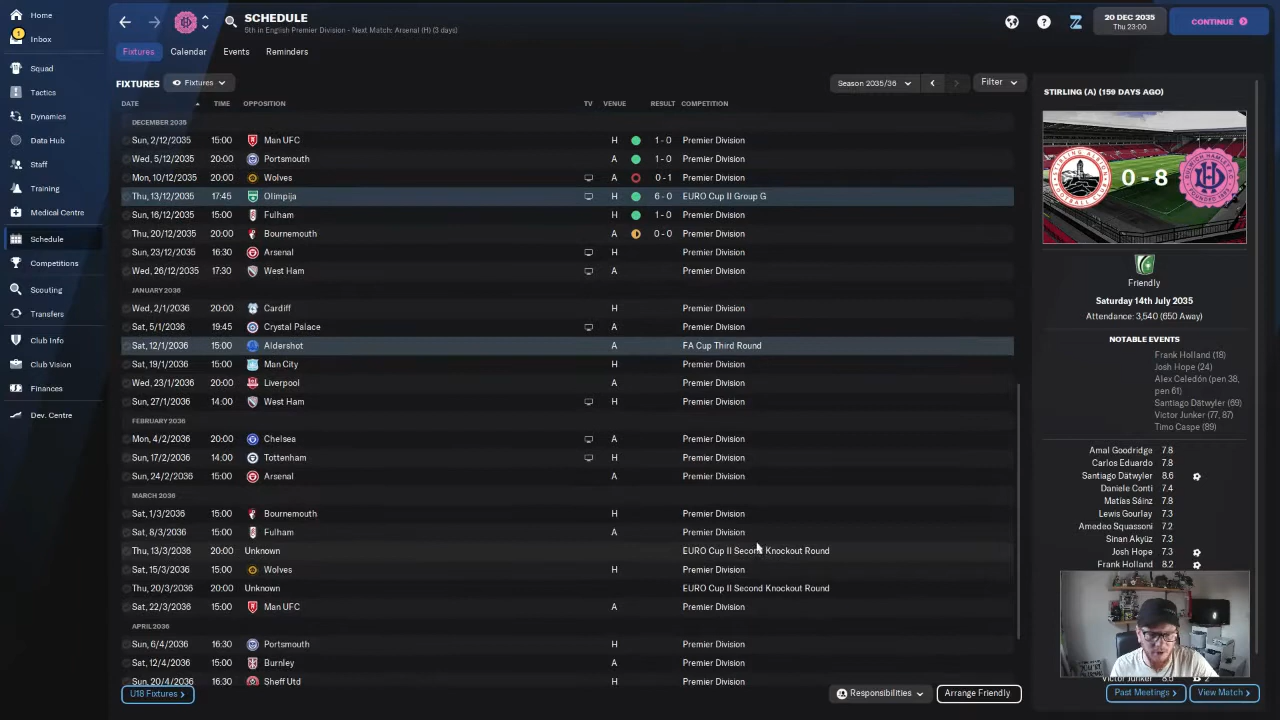 Home
1
Inbox
Squad
Tactics
Dynamics
Data Hub
Staff
Training
Medical Centre
Schedule
Competitions
Scouting
Transfers
Club Info
Club Vision
Finances
Dev. Centre
SCHEDULE
5th in English Premier Division - Next Match: Arsenal (H) (3 days)
20 DEC 2035
Thu 23:00
CONTINUE
Fixtures Calendar Events Reminders
FIXTURES Fixtures Season 2035/36 Filter
DATE TIME OPPOSITION TV VENUE RESULT COMPETITION
DECEMBER 2035
Sun, 2/12/2035 15:00 Man UFC H 1 - 0 Premier Division
Wed, 5/12/2035 20:00 Portsmouth A 1 - 0 Premier Division
Mon, 10/12/2035 20:00 Wolves A 0 - 1 Premier Division
Thu, 13/12/2035 17:45 Olimpija H 6 - 0 EURO Cup II Group G
Sun, 16/12/2035 15:00 Fulham H 1 - 0 Premier Division
Thu, 20/12/2035 20:00 Bournemouth A 0 - 0 Premier Division
Sun, 23/12/2035 16:30 Arsenal H Premier Division
Wed, 26/12/2035 17:30 West Ham A Premier Division
JANUARY 2036
Wed, 2/1/2036 20:00 Cardiff H Premier Division
Sat, 5/1/2036 19:45 Crystal Palace A Premier Division
Sat, 12/1/2036 15:00 Aldershot A FA Cup Third Round
Sat, 19/1/2036 15:00 Man City H Premier Division
Wed, 23/1/2036 20:00 Liverpool A Premier Division
Sun, 27/1/2036 14:00 West Ham H Premier Division
FEBRUARY 2036
Mon, 4/2/2036 20:00 Chelsea A Premier Division
Sun, 17/2/2036 14:00 Tottenham H Premier Division
Sun, 24/2/2036 15:00 Arsenal A Premier Division
MARCH 2036
Sat, 1/3/2036 15:00 Bournemouth H Premier Division
Sat, 8/3/2036 15:00 Fulham A Premier Division
Thu, 13/3/2036 20:00 Unknown EURO Cup II Second Knockout Round
Sat, 15/3/2036 15:00 Wolves H Premier Division
Thu, 20/3/2036 20:00 Unknown EURO Cup II Second Knockout Round
Sat, 22/3/2036 15:00 Man UFC A Premier Division
APRIL 2036
Sun, 6/4/2036 16:30 Portsmouth H Premier Division
Sat, 12/4/2036 15:00 Burnley A Premier Division
Sun, 20/4/2036 16:30 Sheff Utd H Premier Division
U18 Fixtures Responsibilities Arrange Friendly
STIRLING (A) (159 DAYS AGO)
0 - 8
Friendly
Saturday 14th July 2035
Attendance: 3,540 (650 Away)
NOTABLE EVENTS
Frank Holland (18)
Josh Hope (24)
Alex Celedón (pen 38,
pen 61)
Santiago Dätwyler (69)
Victor Junker (77, 87)
Timo Caspe (89)
Amal Goodridge 7.8
Carlos Eduardo 7.8
Santiago Dätwyler 8.6
Daniele Conti 7.4
Matías Sáinz 7.8
Lewis Gourlay 7.3
Amedeo Squassoni 7.2
Sinan Akyüz 7.3
Josh Hope 7.3
Frank Holland 8.2
Victor Junker 8.5 2
Past Meetings View Match